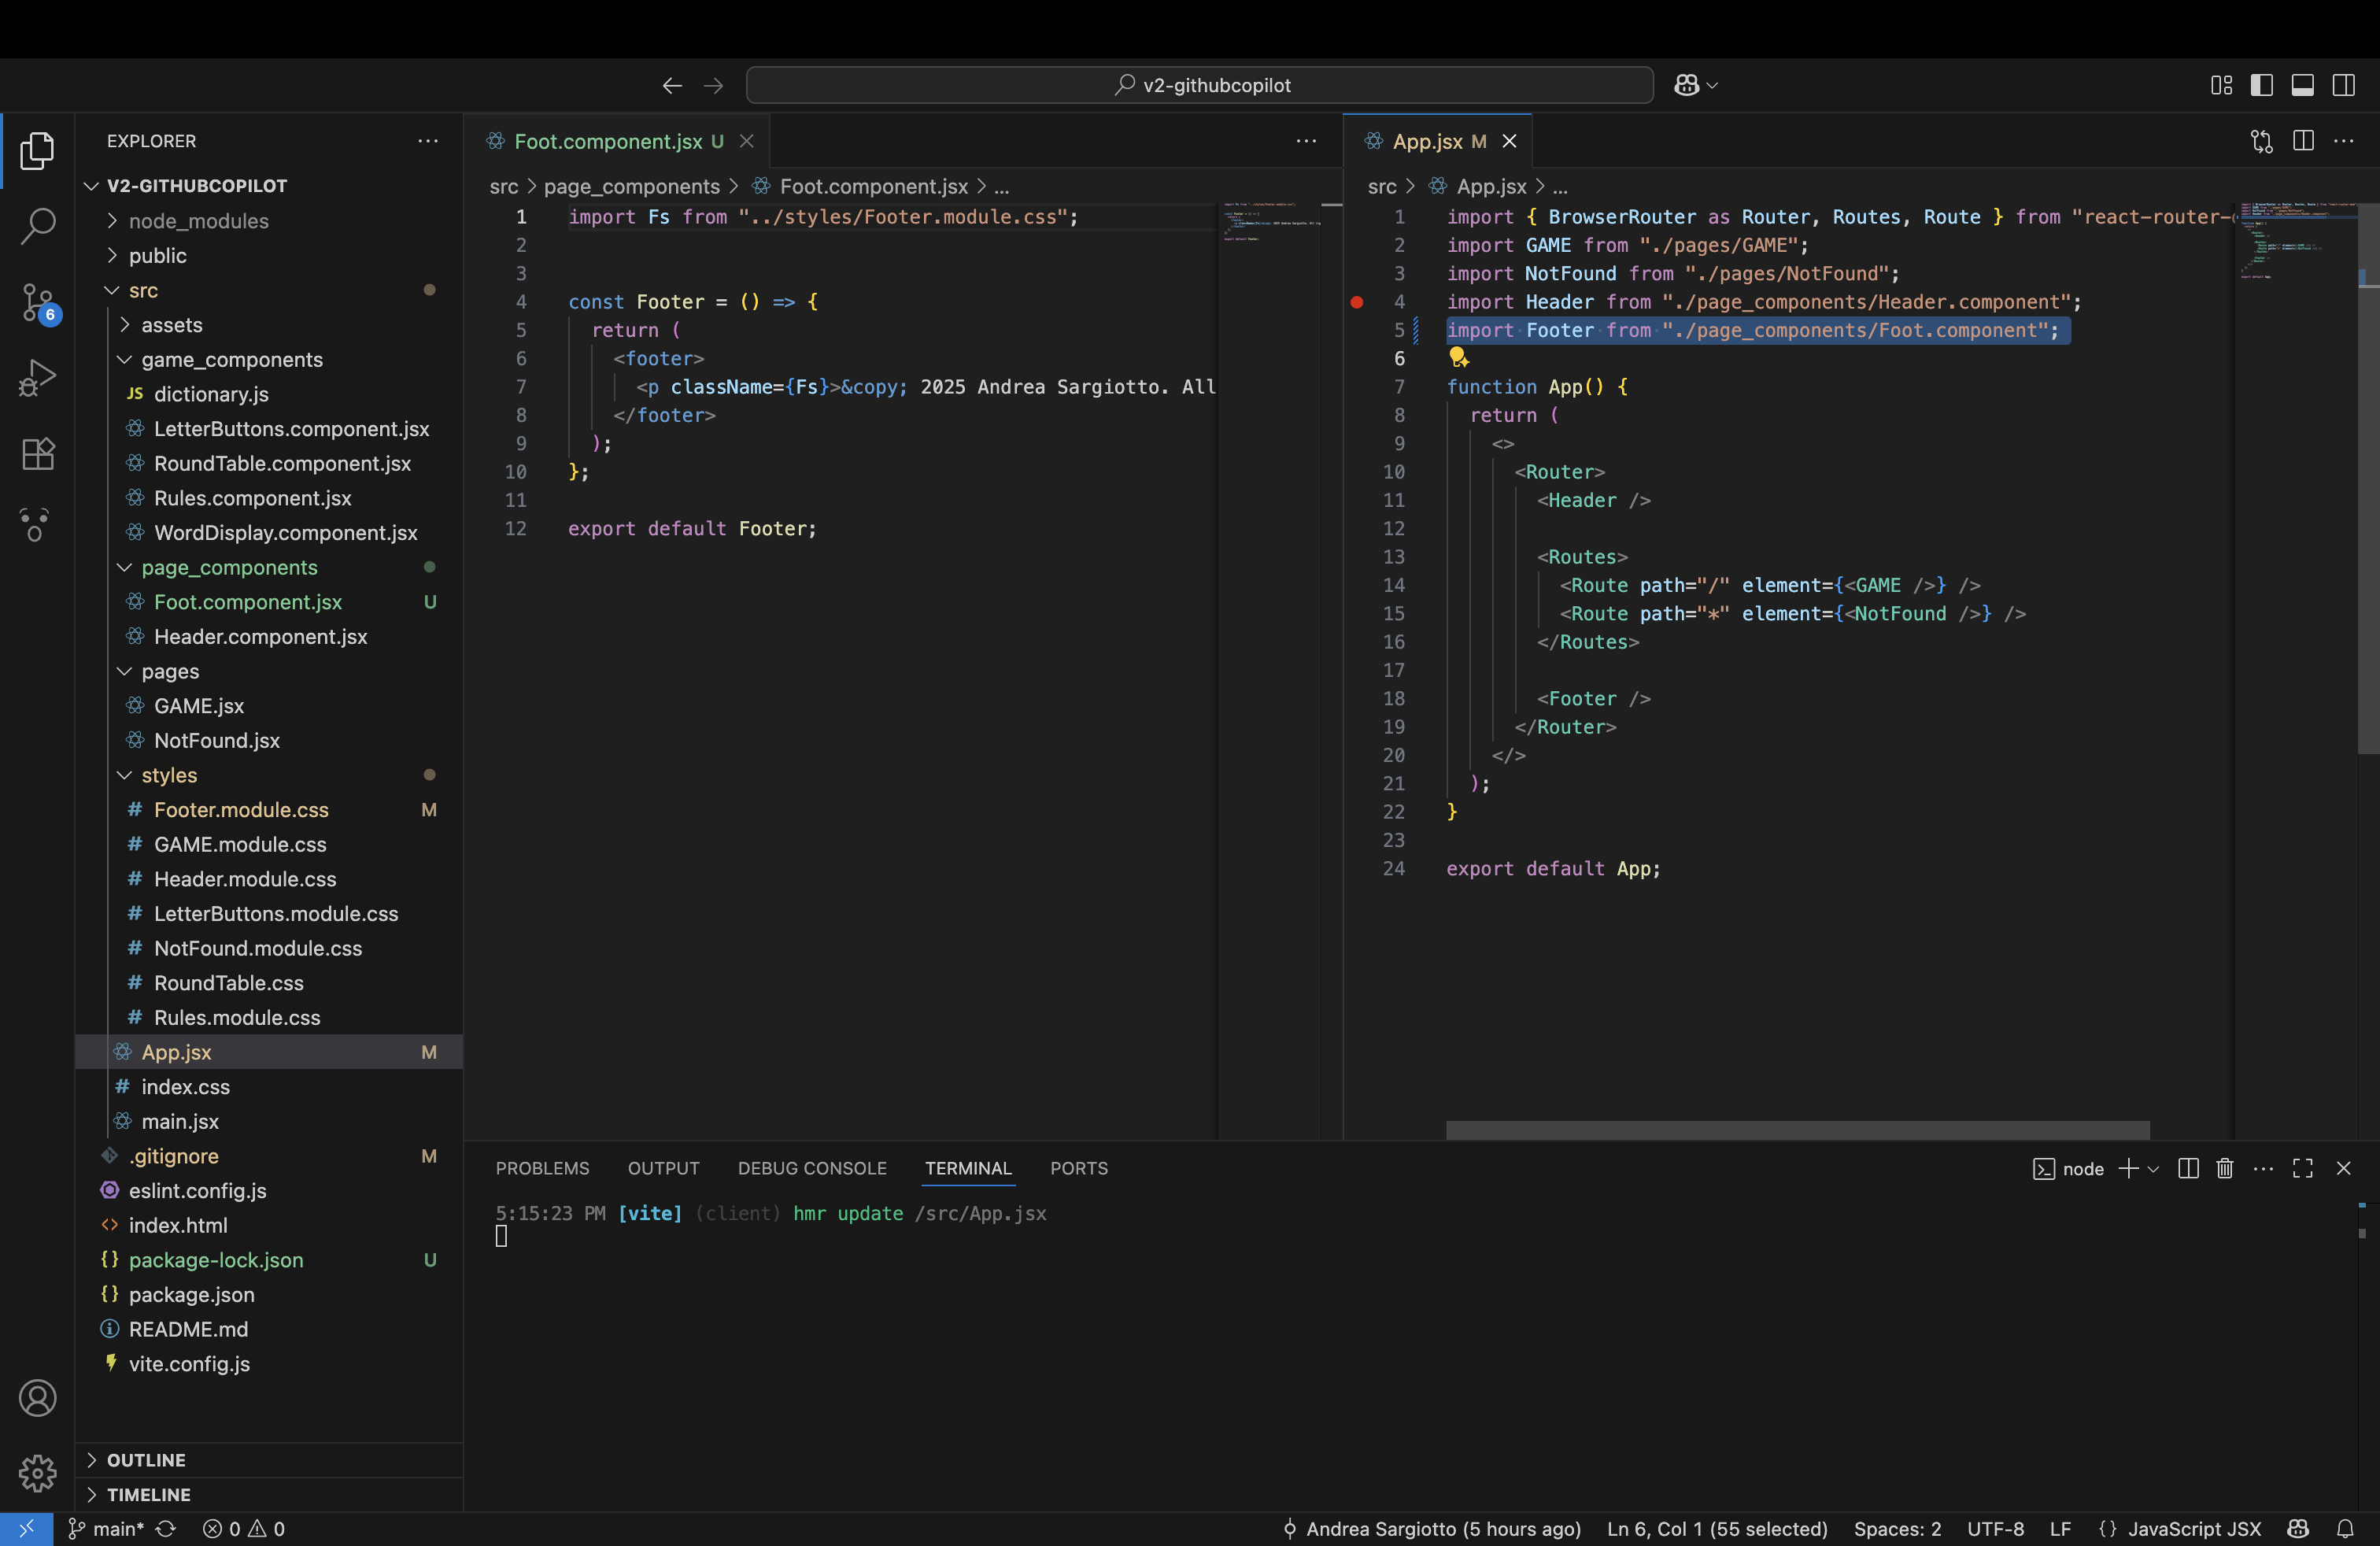 v2-githubcopilot
EXPLORER
V2-GITHUBCOPILOT
node_modules
public
src
assets
game_components
JS dictionary.js
LetterButtons.component.jsx
RoundTable.component.jsx
Rules.component.jsx
WordDisplay.component.jsx
page_components
Foot.component.jsx U
Header.component.jsx
pages
GAME.jsx
NotFound.jsx
styles
# Footer.module.css M
# GAME.module.css
# Header.module.css
# LetterButtons.module.css
# NotFound.module.css
# RoundTable.css
# Rules.module.css
App.jsx M
# index.css
main.jsx
.gitignore M
eslint.config.js
<> index.html
{} package-lock.json U
{} package.json
README.md
vite.config.js
OUTLINE
TIMELINE
6
Foot.component.jsx U
src > page_components > Foot.component.jsx > ...
1 import Fs from "../styles/Footer.module.css";
2
3
4 const Footer = () => {
5 return (
6 <footer>
7 <p className={Fs}>&copy; 2025 Andrea Sargiotto. All
8 </footer>
9 );
10 };
11
12 export default Footer;
App.jsx M
src > App.jsx > ...
1 import { BrowserRouter as Router, Routes, Route } from "react-router-
2 import GAME from "./pages/GAME";
3 import NotFound from "./pages/NotFound";
4 import Header from "./page_components/Header.component";
5 import Footer from "./page_components/Foot.component";
6
7 function App() {
8 return (
9 <>
10 <Router>
11 <Header />
12
13 <Routes>
14 <Route path="/" element={<GAME />} />
15 <Route path="*" element={<NotFound />} />
16 </Routes>
17
18 <Footer />
19 </Router>
20 </>
21 );
22 }
23
24 export default App;
PROBLEMS OUTPUT DEBUG CONSOLE TERMINAL PORTS
node
5:15:23 PM [vite] (client) hmr update /src/App.jsx
main* 0 0
Andrea Sargiotto (5 hours ago) Ln 6, Col 1 (55 selected) Spaces: 2 UTF-8 LF {} JavaScript JSX